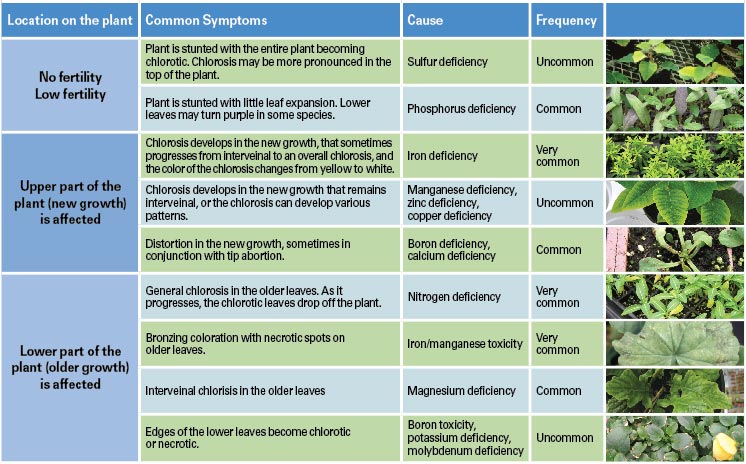 Location on the plant
Common Symptoms
Cause
Frequency
No fertility
Low fertility
Plant is stunted with the entire plant becoming
chlorotic. Chlorosis may be more pronounced in the
top of the plant.
Sulfur deficiency
Uncommon
Plant is stunted with little leaf expansion. Lower
leaves may turn purple in some species.
Phosphorus deficiency
Common
Upper part of the
plant (new growth)
is affected
Chlorosis develops in the new growth, that sometimes
progresses from interveinal to an overall chlorosis, and
the color of the chlorosis changes from yellow to white.
Iron deficiency
Very
common
Chlorosis develops in the new growth that remains
interveinal, or the chlorosis can develop various
patterns.
Manganese deficiency,
zinc deficiency,
copper deficiency
Uncommon
Distortion in the new growth, sometimes in
conjunction with tip abortion.
Boron deficiency,
calcium deficiency
Common
Lower part of the
plant (older growth)
is affected
General chlorosis in the older leaves. As it
progresses, the chlorotic leaves drop off the plant.
Nitrogen deficiency
Very
common
Bronzing coloration with necrotic spots on
older leaves.
Iron/manganese toxicity
Very
common
Interveinal chlorisis in the older leaves
Magnesium deficiency
Common
Edges of the lower leaves become chlorotic
or necrotic.
Boron toxicity,
potassium deficiency,
molybdenum deficiency
Uncommon